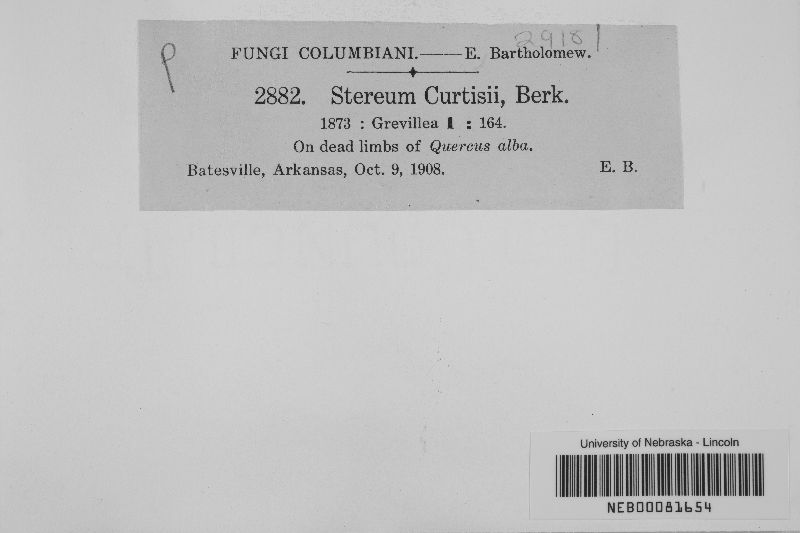 29181
P
FUNGI COLUMBIANI.——E. Bartholomew.
2882. Stereum Curtisii, Berk.
1873 : Grevillea 1 : 164.
On dead limbs of Quercus alba.
Batesville, Arkansas, Oct. 9, 1908. E. B.
University of Nebraska - Lincoln
NEB00081654